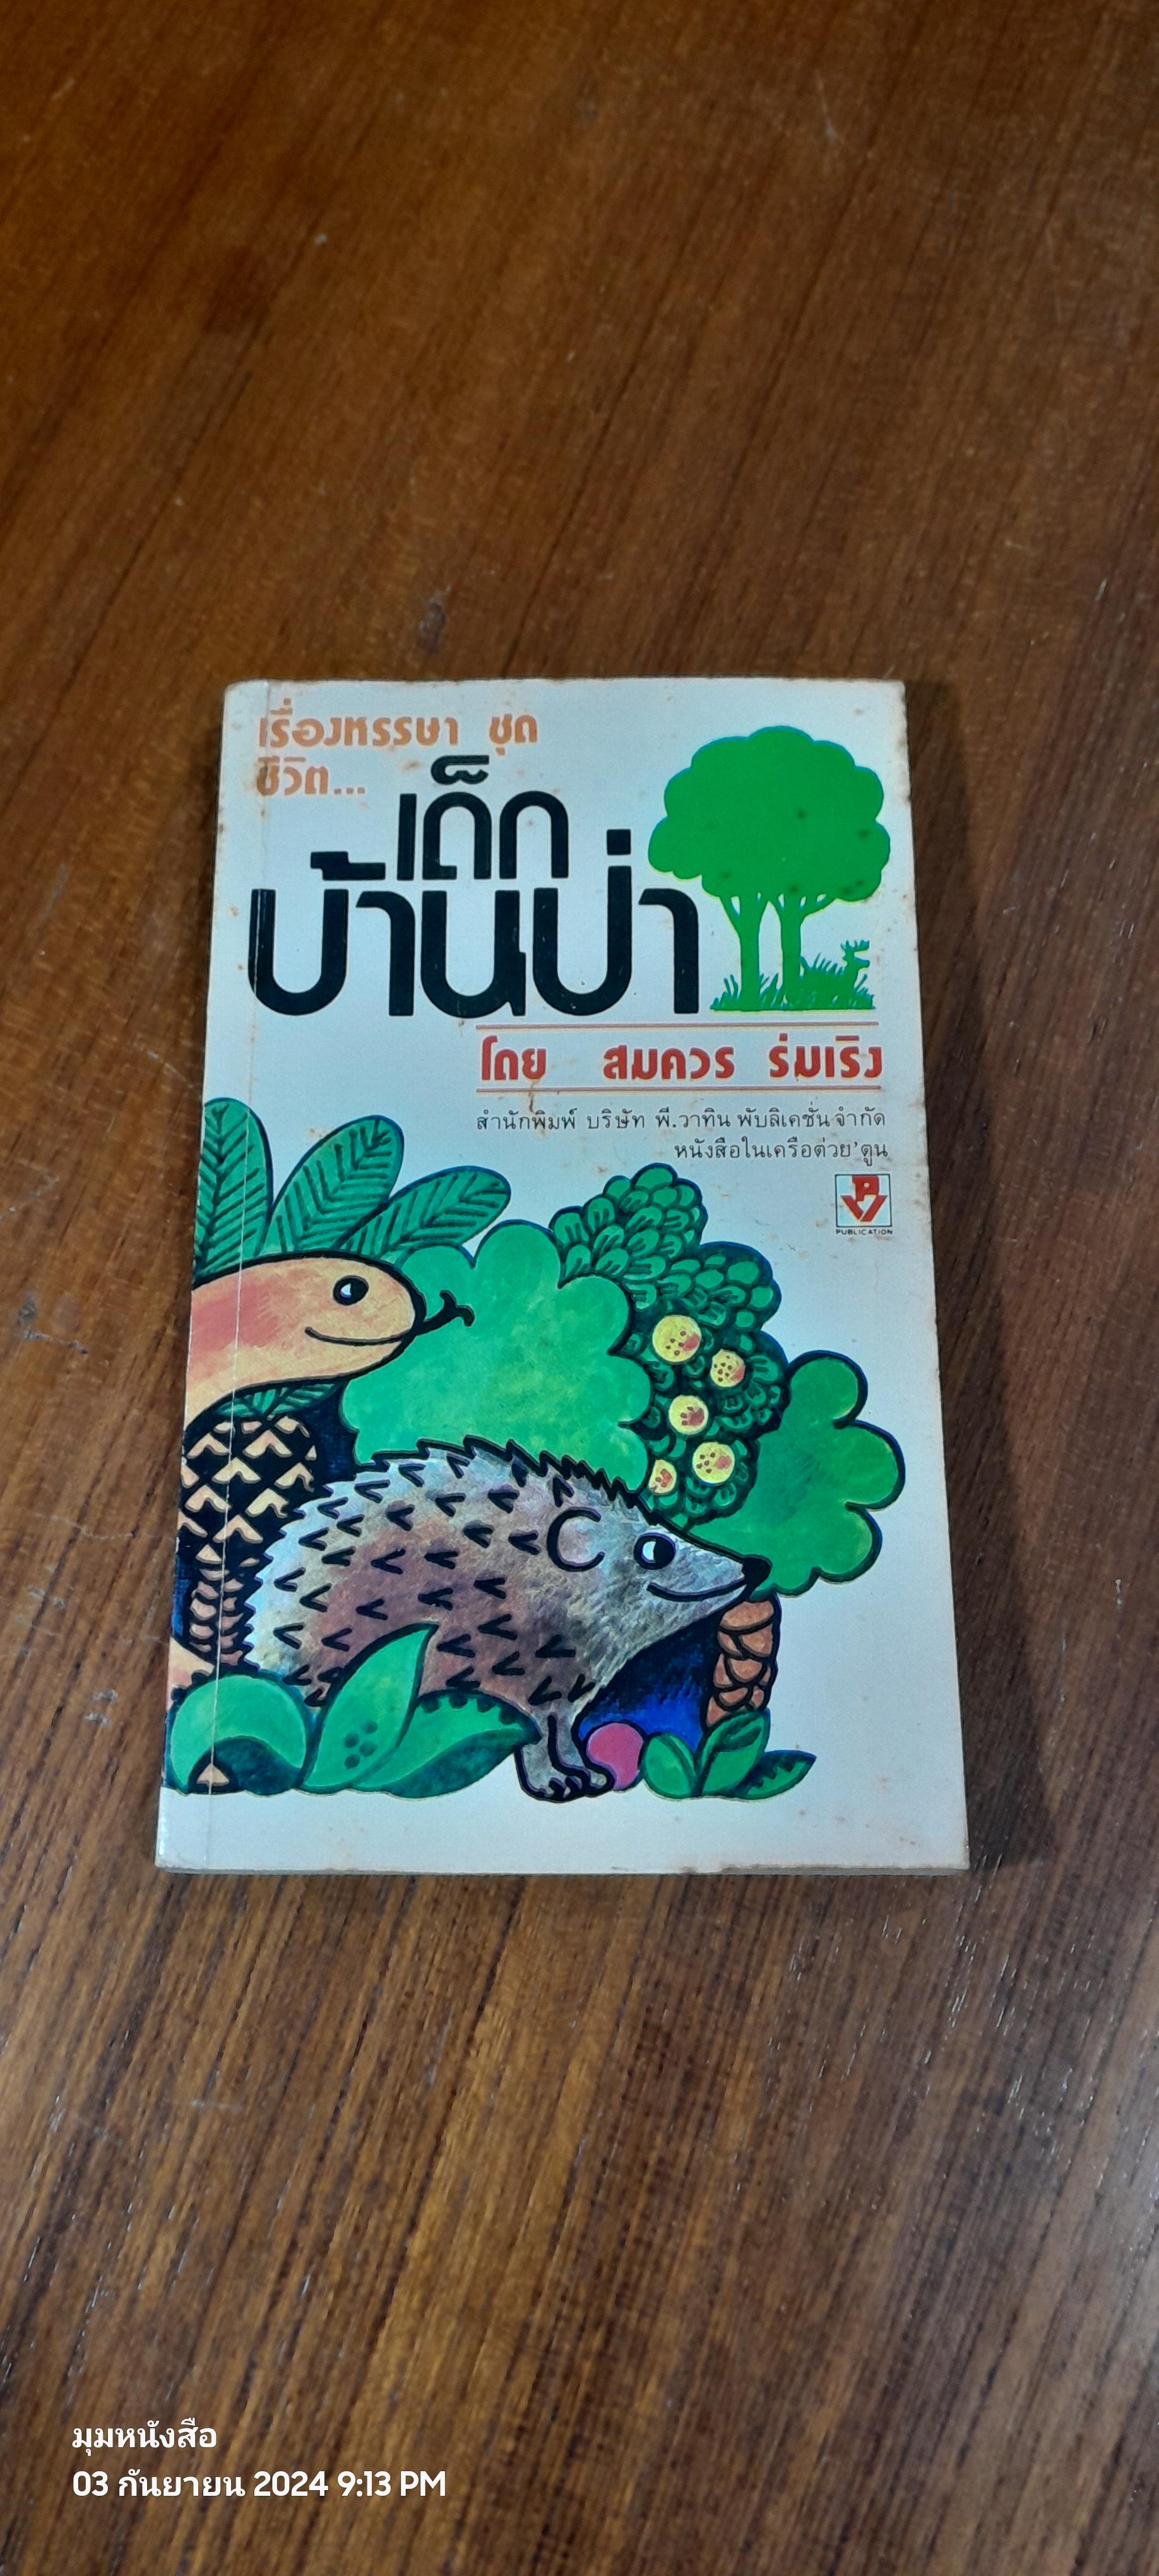 เรื่องหรรษา ชุด
ชีวิต...
เด็ก
บ้านป่า
โดย สมควร ร่มเริง
สำนักพิมพ์ บริษัท พี.วาทิน พับลิเคชั่น จำกัด
หนังสือในเครือต่วย'ตูน
PV
PUBLICATION
มุมหนังสือ
03 กันยายน 2024 9:13 PM